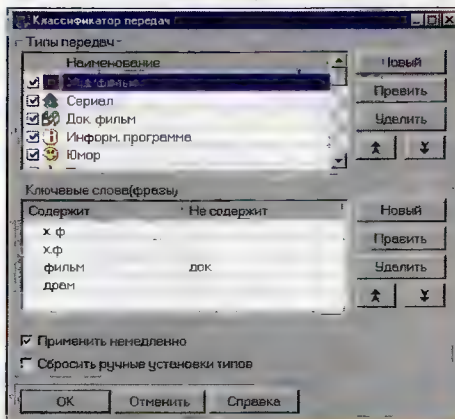 Классификатор передач
Типы передач
Наименование
Сериал
Док. фильм
Информ. программа
Юмор
Новый
Править
Удалить
Ключевые слова(фразы)
Содержит Не содержит
х ф
х.ф
фильм док
драм
Новый
Править
Удалить
Применить немедленно
Сбросить ручные установки типов
ОК Отменить Справка